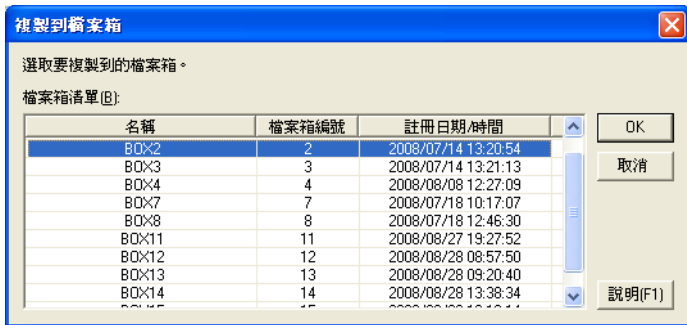 複製到檔案箱
選取要複製到的檔案箱。
檔案箱清單(B):
名稱 檔案箱編號 註冊日期/時間
BOX2 2 2008/07/14 13:20:54
BOX3 3 2008/07/14 13:21:13
BOX4 4 2008/08/08 12:27:09
BOX7 7 2008/07/18 10:17:07
BOX8 8 2008/07/18 12:46:30
BOX11 11 2008/08/27 19:27:52
BOX12 12 2008/08/28 08:57:50
BOX13 13 2008/08/28 09:20:40
BOX14 14 2008/08/28 13:38:34
OK
取消
說明(F1)